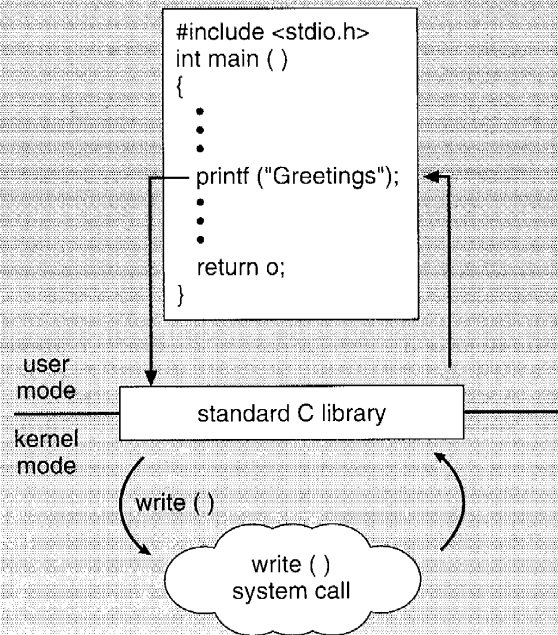 #include <stdio.h>
int main ( )
{
•
•
•
printf ("Greetings");
•
•
•
return o;
}
user
mode
standard C library
kernel
mode
write ( )
write ( )
system call